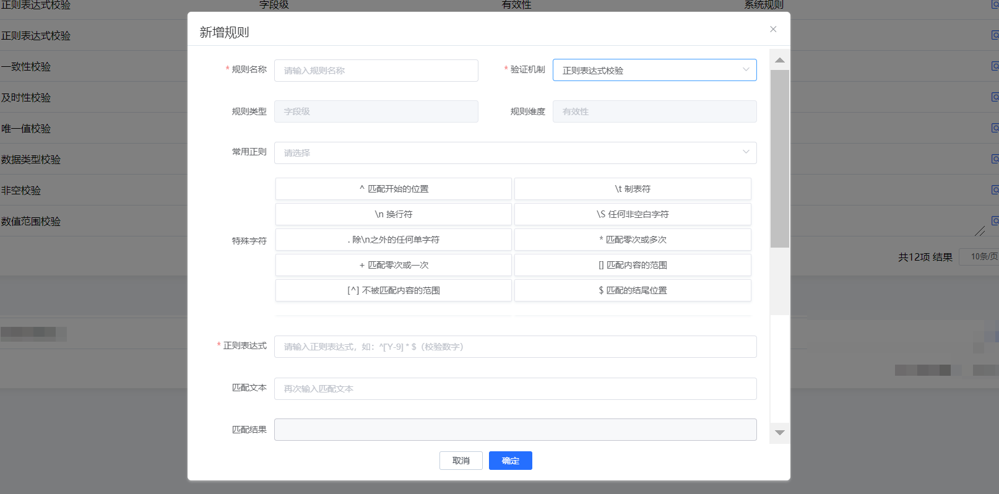 正则表达式校验 字段级 有效性 系统规则
正则表达式校验
一致性校验
及时性校验
唯一值校验
数据类型校验
非空校验
数值范围校验
共12项 结果 10条/页
新增规则
* 规则名称 请输入规则名称
* 验证机制 正则表达式校验
规则类型 字段级
规则维度 有效性
常用正则 请选择
特殊字符
^ 匹配开始的位置
\t 制表符
\n 换行符
\S 任何非空白字符
. 除\n之外的任何单字符
* 匹配零次或多次
+ 匹配零次或一次
[] 匹配内容的范围
[^] 不被匹配内容的范围
$ 匹配的结尾位置
* 正则表达式 请输入正则表达式，如：^[Y-9] * $（校验数字）
匹配文本 再次输入匹配文本
匹配结果
取消 确定